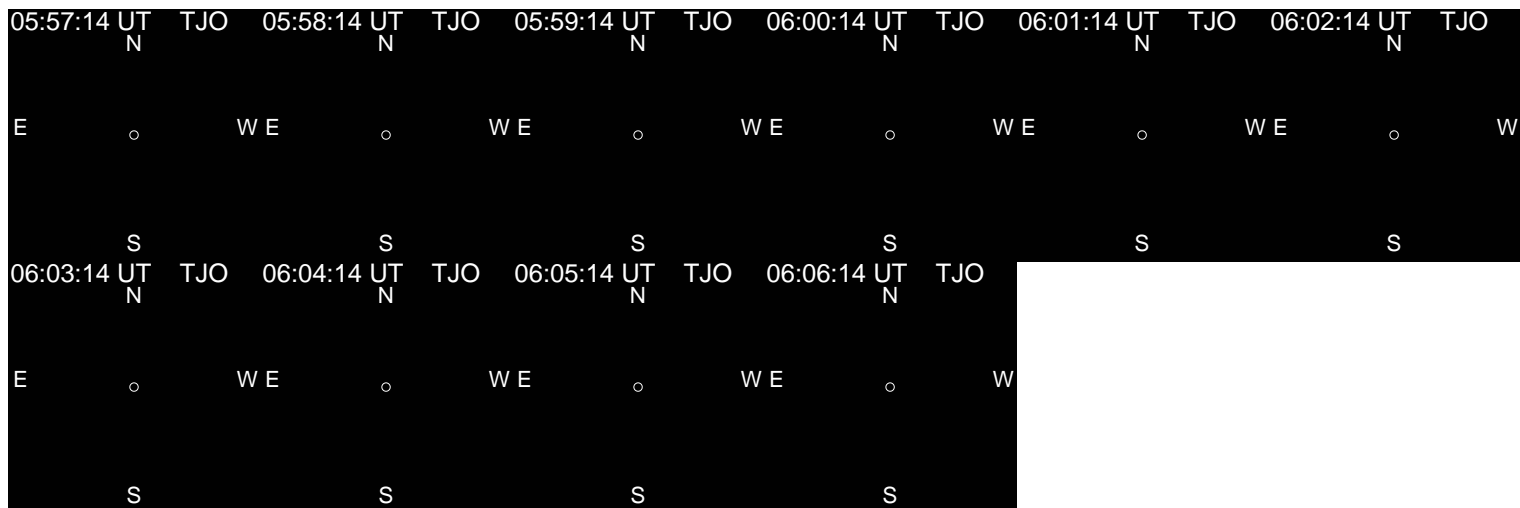 05:57:14 UT TJO 05:58:14 UT TJO 05:59:14 UT TJO 06:00:14 UT TJO 06:01:14 UT TJO 06:02:14 UT TJO
N N N N N N
E W E W E W E W E W E W
S S S S S S
06:03:14 UT TJO 06:04:14 UT TJO 06:05:14 UT TJO 06:06:14 UT TJO
N N N N
E W E W E W E W
S S S S